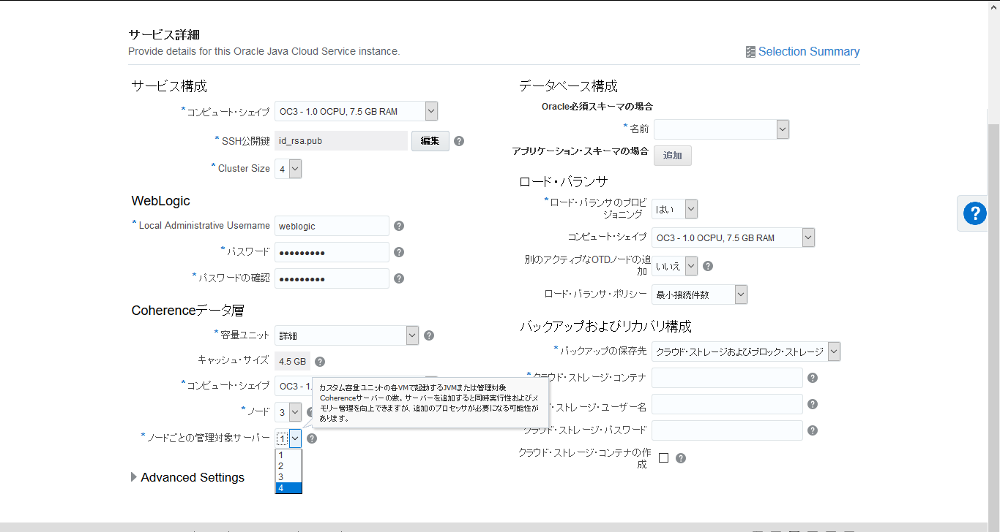 サービス詳細
Provide details for this Oracle Java Cloud Service instance.
Selection Summary
サービス構成
*コンピュート・シェイプ OC3 - 1.0 OCPU, 7.5 GB RAM
*SSH公開鍵 id_rsa.pub 編集 ?
*Cluster Size 4
WebLogic
*Local Administrative Username weblogic ?
*パスワード ●●●●●●●●● ?
*パスワードの確認 ●●●●●●●●● ?
Coherenceデータ層
*容量ユニット 詳細 ?
キャッシュ・サイズ 4.5 GB ?
*コンピュート・シェイプ OC3 - 1.
カスタム容量ユニットの各VMで起動するJVMまたは管理対象
Coherenceサーバーの数。サーバーを追加すると同時実行性およびメ
モリー管理を向上できますが、追加のプロセッサが必要になる可能性が
あります。
*ノード 3
*ノードごとの管理対象サーバー 1 ?
1
2
3
4
Advanced Settings
データベース構成
Oracle必須スキーマの場合
*名前
アプリケーション・スキーマの場合 追加
ロード・バランサ
*ロード・バランサのプロビ
ジョニング はい
コンピュート・シェイプ OC3 - 1.0 OCPU, 7.5 GB RAM
別のアクティブなOTDノードの追
加 いいえ ?
ロード・バランサ・ポリシー 最小接続件数
バックアップおよびリカバリ構成
*バックアップの保存先 クラウド・ストレージおよびブロック・ストレージ
*クラウド・ストレージ・コンテナ ?
・ストレージ・ユーザー名 ?
クラウド・ストレージ・パスワード ?
クラウド・ストレージ・コンテナの作
成 ?
?